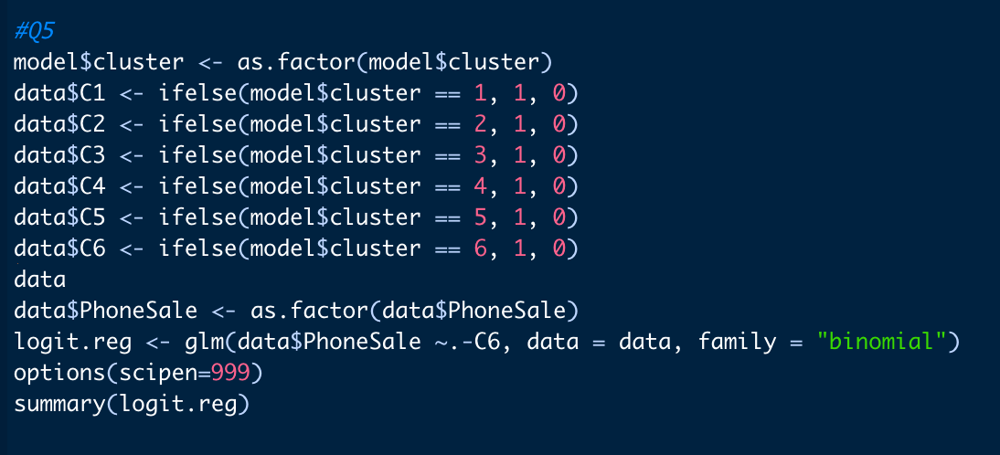 #Q5
model$cluster <- as.factor(model$cluster)
data$C1 <- ifelse(model$cluster == 1, 1, 0)
data$C2 <- ifelse(model$cluster == 2, 1, 0)
data$C3 <- ifelse(model$cluster == 3, 1, 0)
data$C4 <- ifelse(model$cluster == 4, 1, 0)
data$C5 <- ifelse(model$cluster == 5, 1, 0)
data$C6 <- ifelse(model$cluster == 6, 1, 0)
data
data$PhoneSale <- as.factor(data$PhoneSale)
logit.reg <- glm(data$PhoneSale ~.-C6, data = data, family = "binomial")
options(scipen=999)
summary(logit.reg)